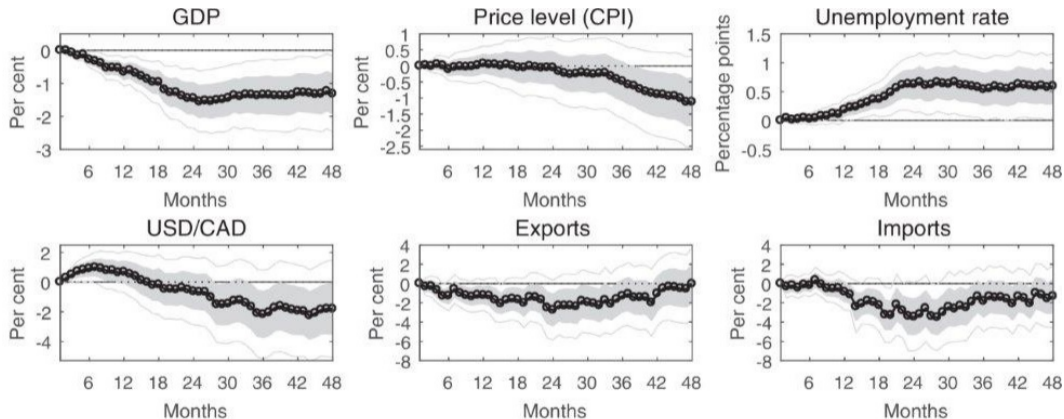 GDP
Per cent
0
-1
-2
-3
6 12 18 24 30 36 42 48
Months
Price level (CPI)
Per cent
1
0.5
0
-0.5
-1.0
-1.5
-2
-2.5
6 12 18 24 30 36 42 48
Months
Unemployment rate
Percentage points
1.5
1
0.5
0
-0.5
6 12 18 24 30 36 42 48
Months
USD/CAD
Per cent
2
0
-2
-4
6 12 18 24 30 36 42 48
Months
Exports
Per cent
4
2
0
-2
-4
-6
-8
6 12 18 24 30 36 42 48
Months
Imports
Per cent
4
2
0
-2
-4
-6
-8
6 12 18 24 30 36 42 48
Months